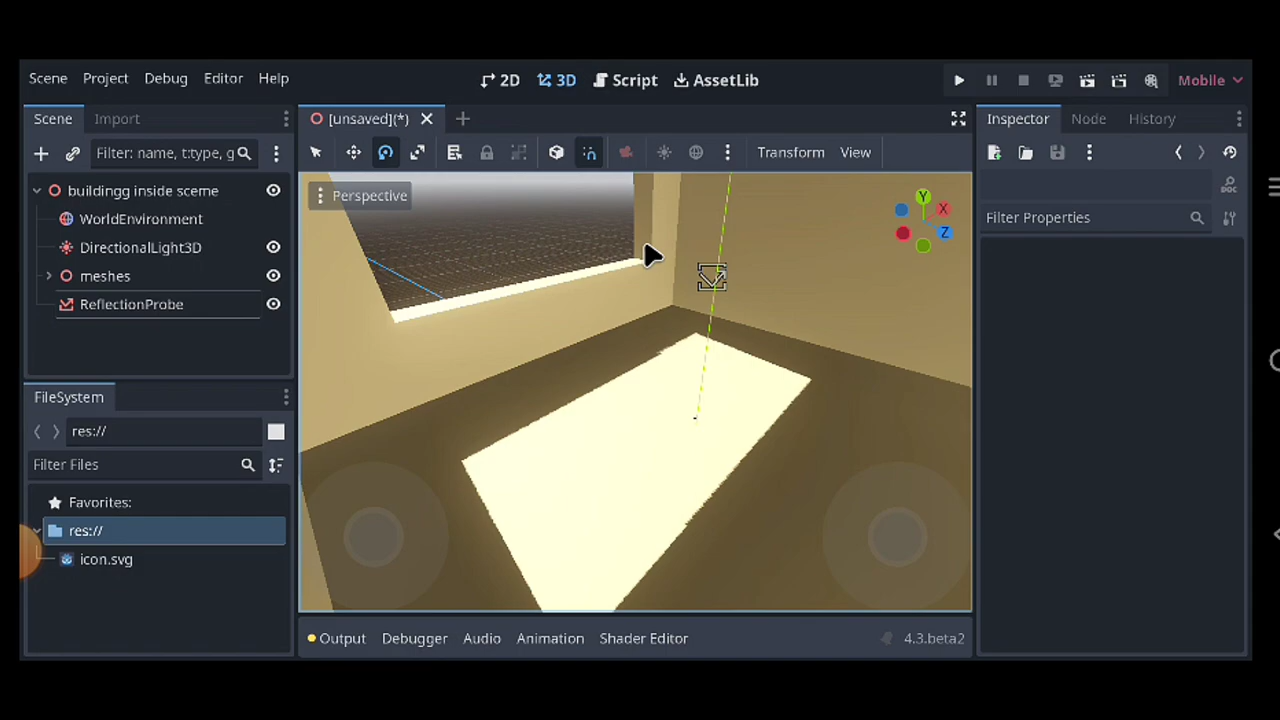 Scene Project Debug Editor Help
2D 3D Script AssetLib
Mobile
Scene Import
Filter: name, t:type, g
buildingg inside sceme
WorldEnvironment
DirectionalLight3D
meshes
ReflectionProbe
FileSystem
res://
Filter Files
Favorites:
res://
icon.svg
[unsaved](*)
Transform View
Perspective
Y
X
Z
Output Debugger Audio Animation Shader Editor
4.3.beta2
Inspector Node History
DOC
Filter Properties